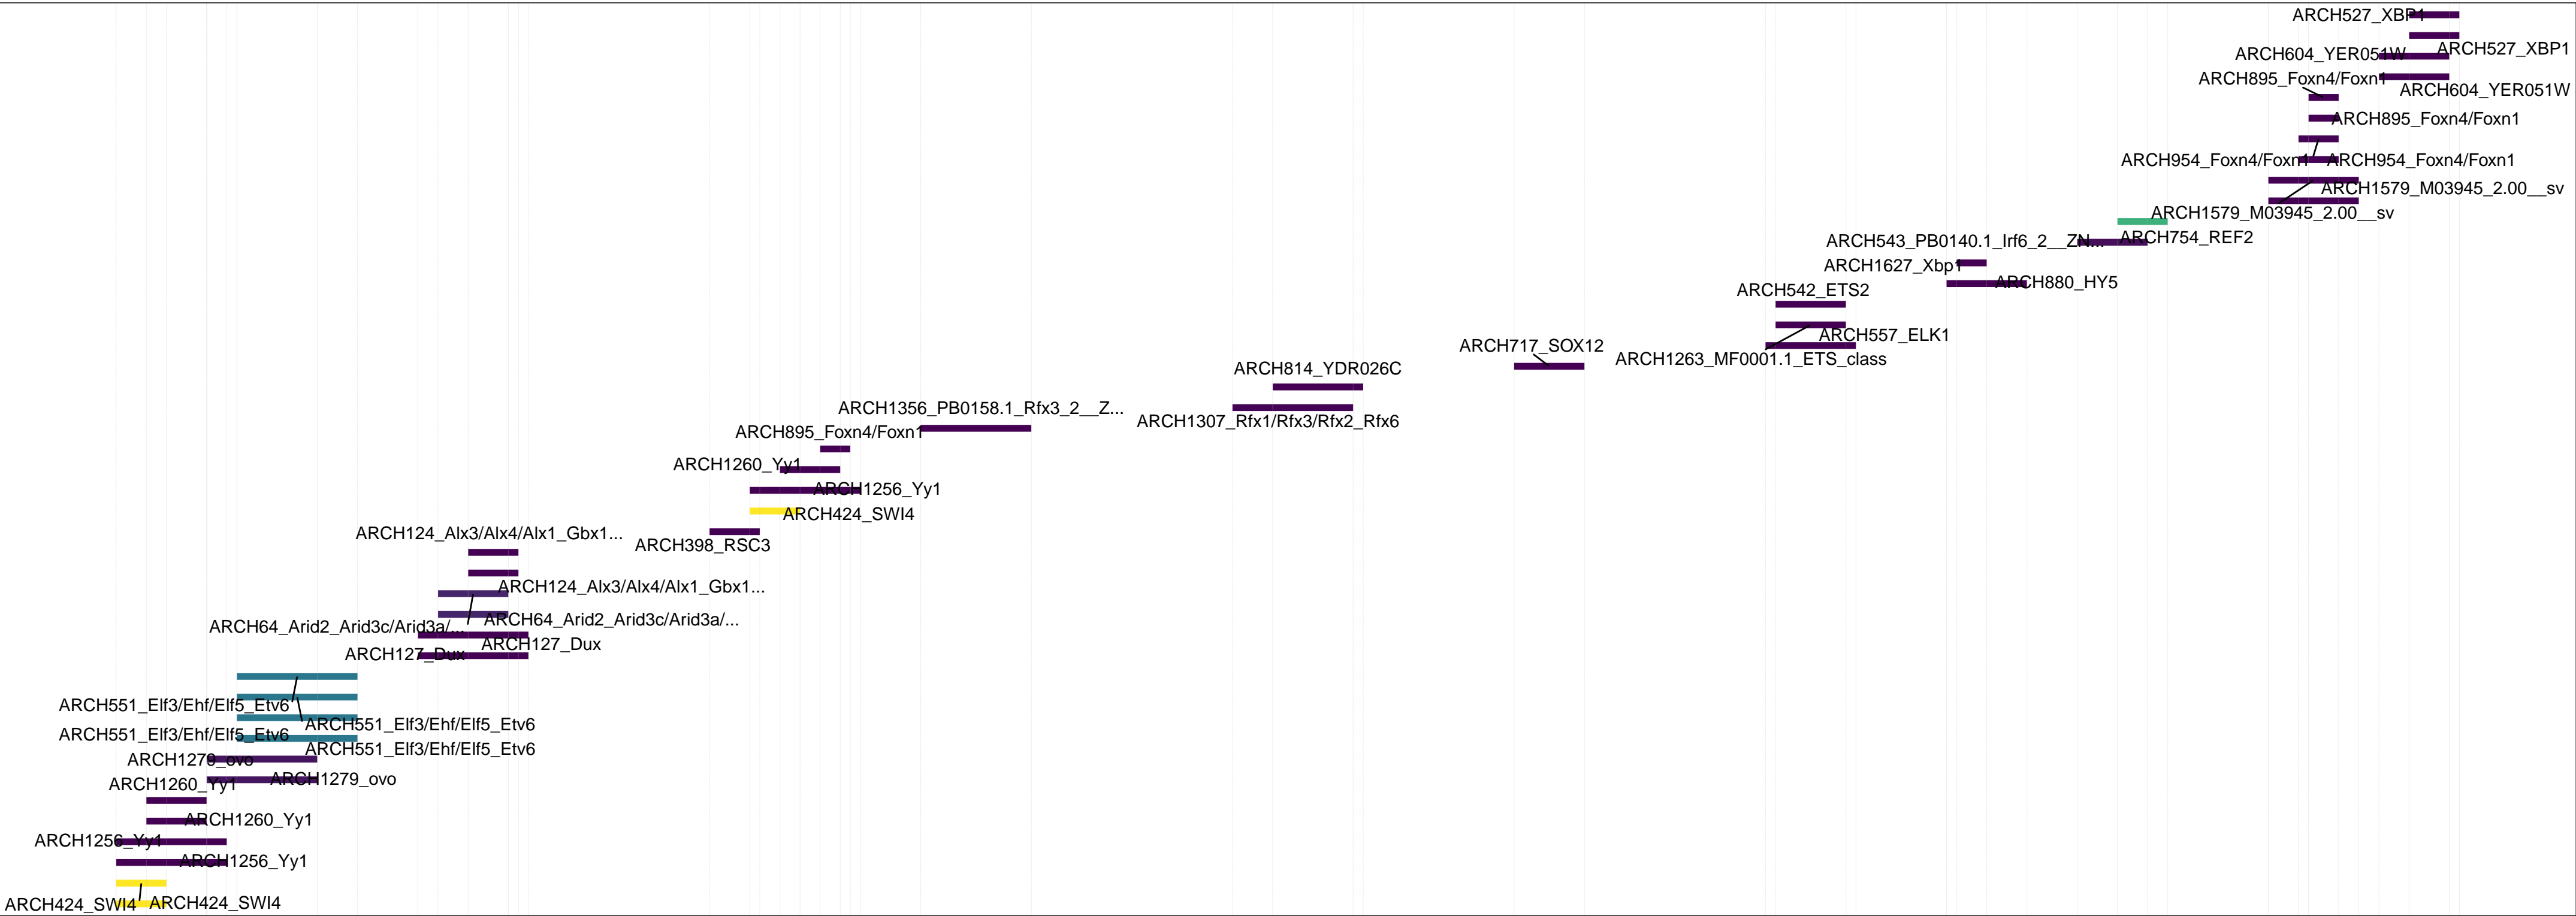 ARCH527_XBP1
ARCH527_XBP1
ARCH604_YER051W
ARCH895_Foxn4/Foxn1
ARCH604_YER051W
ARCH895_Foxn4/Foxn1
ARCH954_Foxn4/Foxn1
ARCH954_Foxn4/Foxn1
ARCH1579_M03945_2.00__sv
ARCH1579_M03945_2.00__sv
ARCH754_REF2
ARCH543_PB0140.1_Irf6_2__ZN...
ARCH1627_Xbp1
ARCH880_HY5
ARCH542_ETS2
ARCH557_ELK1
ARCH717_SOX12
ARCH1263_MF0001.1_ETS_class
ARCH814_YDR026C
ARCH1356_PB0158.1_Rfx3_2__Z...
ARCH1307_Rfx1/Rfx3/Rfx2_Rfx6
ARCH895_Foxn4/Foxn1
ARCH1260_Yy1
ARCH1256_Yy1
ARCH424_SWI4
ARCH124_Alx3/Alx4/Alx1_Gbx1...
ARCH398_RSC3
ARCH124_Alx3/Alx4/Alx1_Gbx1...
ARCH64_Arid2_Arid3c/Arid3a/...
ARCH64_Arid2_Arid3c/Arid3a/...
ARCH127_Dux
ARCH127_Dux
ARCH551_Elf3/Ehf/Elf5_Etv6
ARCH551_Elf3/Ehf/Elf5_Etv6
ARCH551_Elf3/Ehf/Elf5_Etv6
ARCH551_Elf3/Ehf/Elf5_Etv6
ARCH1279_ovo
ARCH1279_ovo
ARCH1260_Yy1
ARCH1260_Yy1
ARCH1256_Yy1
ARCH1256_Yy1
ARCH424_SWI4
ARCH424_SWI4